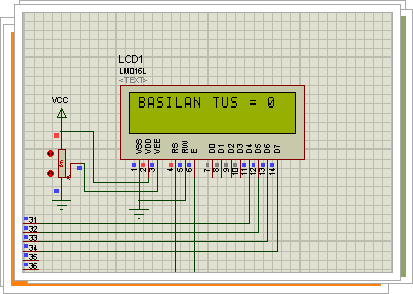 LCD1
LM016L
<TEXT>
VCC
BASILAN TUS = 0
VSS
VDD
VEE
RS
RW
E
D0
D1
D2
D3
D4
D5
D6
D7
1
2
3
4
5
6
7
8
9
10
11
12
13
14
31
32
33
34
35
36